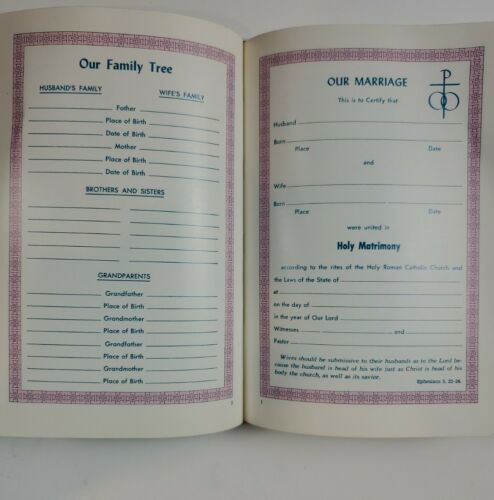 Our Family Tree
HUSBAND'S FAMILY
WIFE'S FAMILY
Father
Place of Birth
Date of Birth
Mother
Place of Birth
Date of Birth
BROTHERS AND SISTERS
GRANDPARENTS
Grandfather
Place of Birth
Grandmother
Place of Birth
Grandfather
Place of Birth
Grandmother
Place of Birth
OUR MARRIAGE
This is to Certify that
Husband
Born
Place Date
and
Wife
Born
Place Date
were united in
Holy Matrimony
according to the rites of the Holy Roman Catholic Church and
the Laws of the State of
at
on the day of
in the year of Our Lord
Witnesses and
Pastor
Wives should be submissive to their husbands as to the Lord be-
cause the husband is head of his wife just as Christ is head of his
body the church, as well as its savior.
Ephesians 5, 22-24